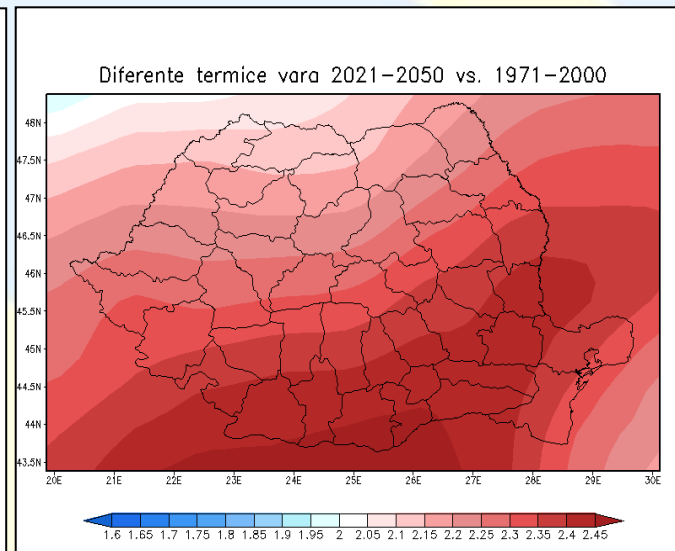 Diferente termice vara 2021-2050 vs. 1971-2000
48N
47.5N
47N
46.5N
46N
45.5N
45N
44.5N
44N
43.5N
20E 21E 22E 23E 24E 25E 26E 27E 28E 29E 30E
1.6 1.65 1.7 1.75 1.8 1.85 1.9 1.95 2 2.05 2.1 2.15 2.2 2.25 2.3 2.35 2.4 2.45